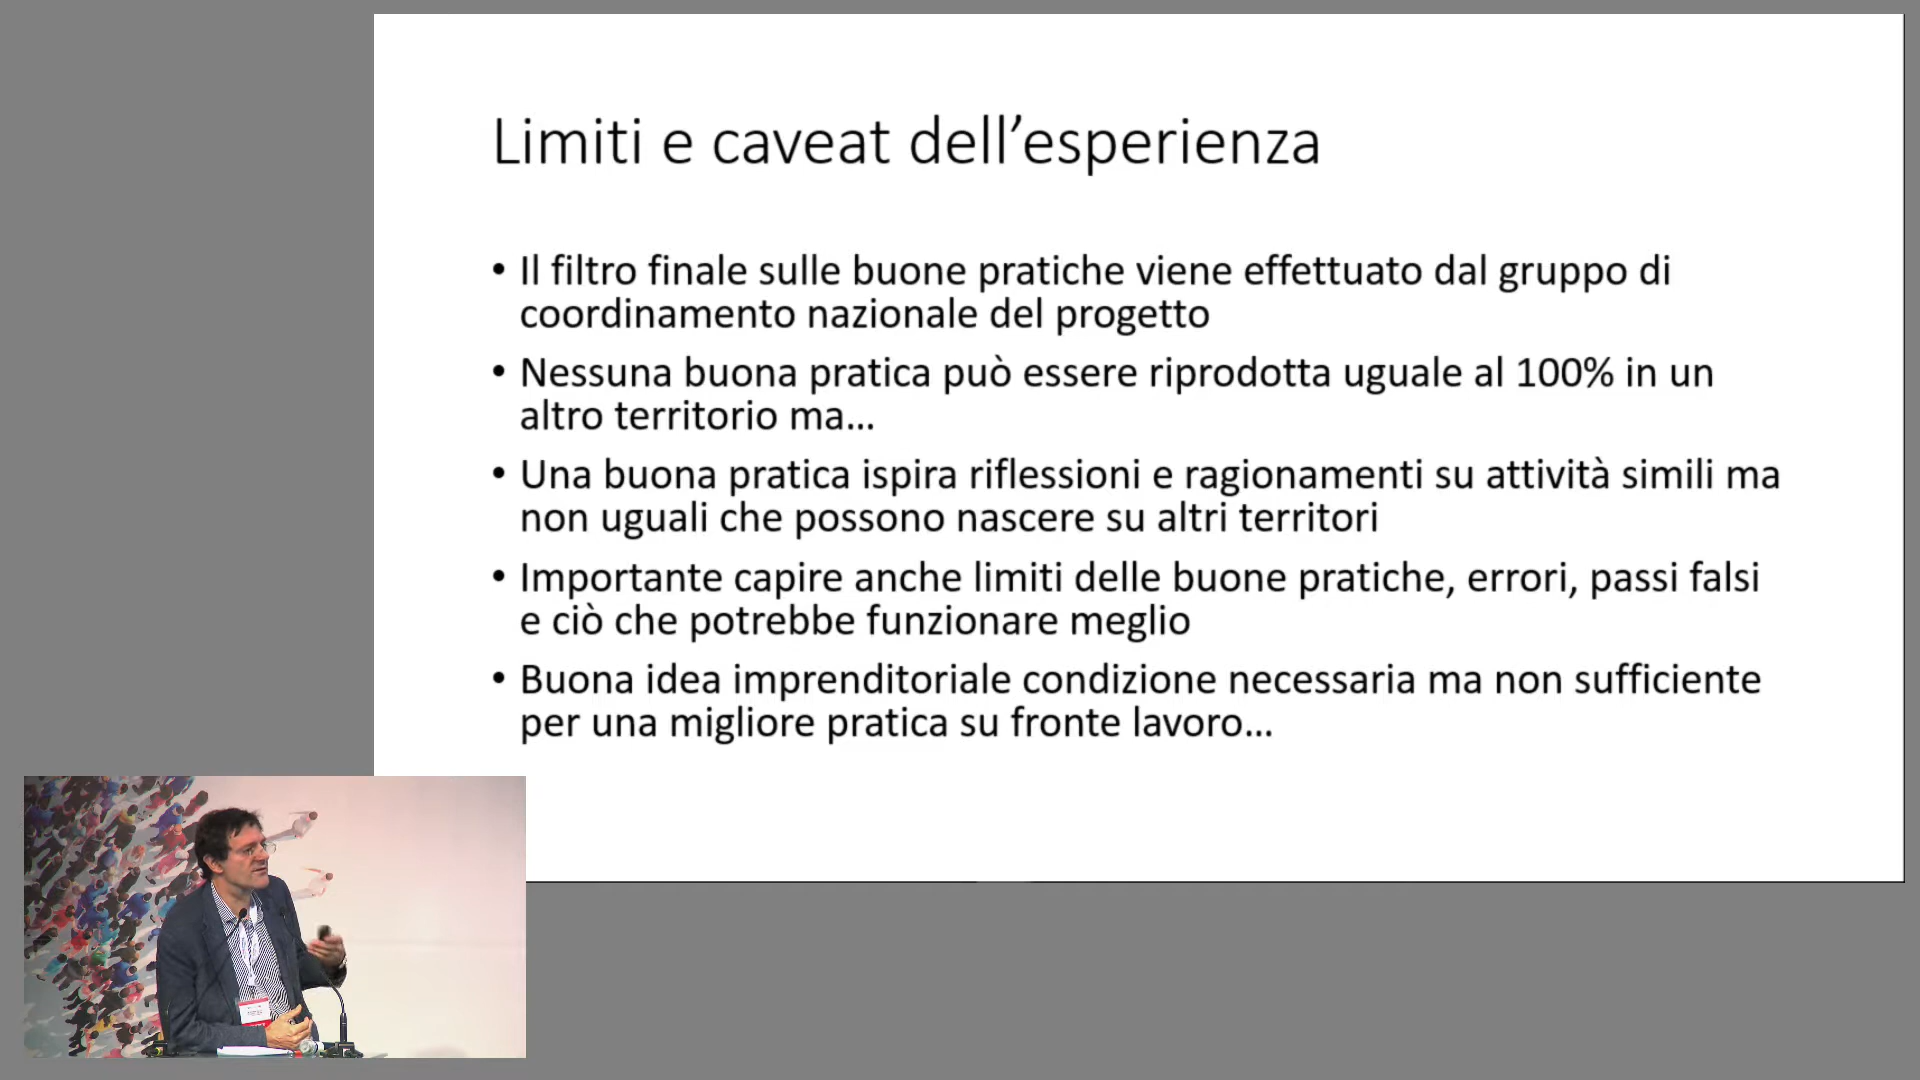 Limiti e caveat dell’esperienza
• Il filtro finale sulle buone pratiche viene effettuato dal gruppo di
coordinamento nazionale del progetto
• Nessuna buona pratica può essere riprodotta uguale al 100% in un
altro territorio ma…
• Una buona pratica ispira riflessioni e ragionamenti su attività simili ma
non uguali che possono nascere su altri territori
• Importante capire anche limiti delle buone pratiche, errori, passi falsi
e ciò che potrebbe funzionare meglio
• Buona idea imprenditoriale condizione necessaria ma non sufficiente
per una migliore pratica su fronte lavoro…